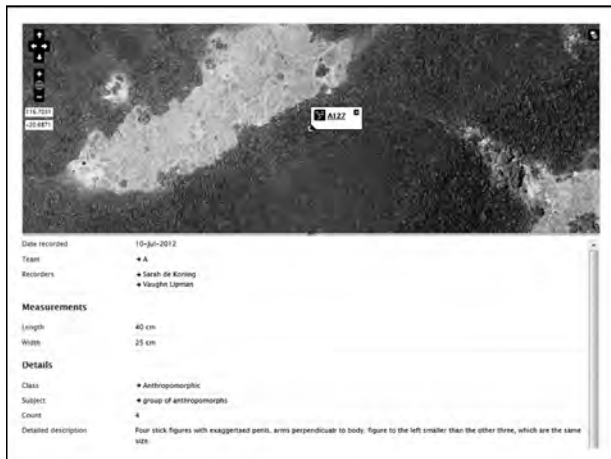 A127
116.7031
-20.6871
Date recorded 10-Jul-2012
Team → A
Recorders → Sarah de Koning
→ Vaughn Lipman
Measurements
Length 40 cm
Width 25 cm
Details
Class → Anthropomorphic
Subject → group of anthropomorphs
Count 4
Detailed description Four stick figures with exaggertaed penis, arms perpendicualr to body, figure to the left smaller than the other three, which are the same
size.